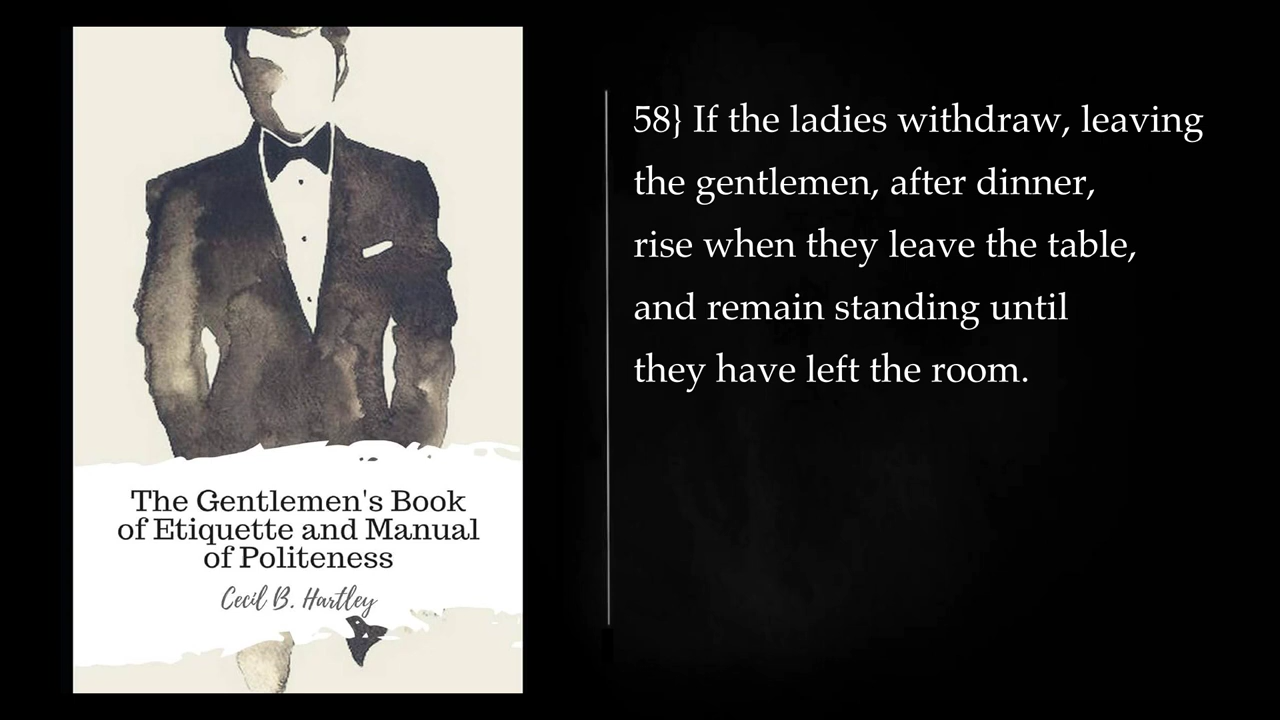 58} If the ladies withdraw, leaving
the gentlemen, after dinner,
rise when they leave the table,
and remain standing until
they have left the room.
The Gentlemen's Book
of Etiquette and Manual
of Politeness
Cecil B. Hartley